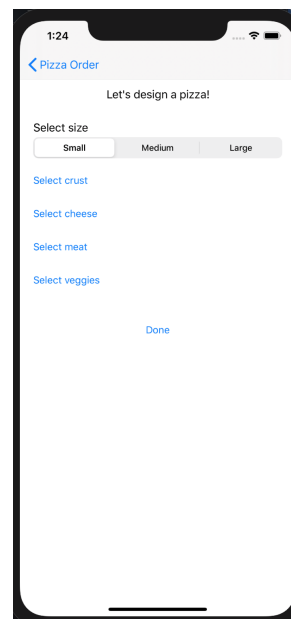 1:24
Pizza Order
Let's design a pizza!
Select size
Small Medium Large
Select crust
Select cheese
Select meat
Select veggies
Done